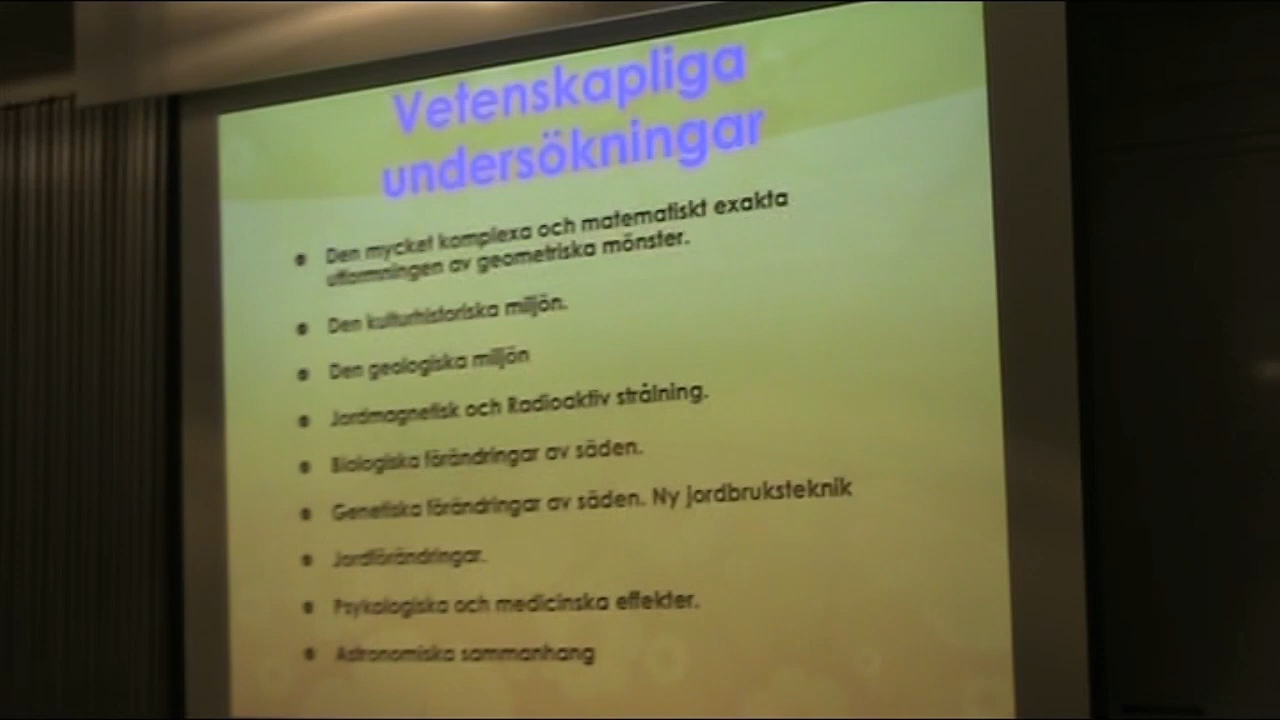 Vetenskapliga
undersökningar
Den mycket komplexa och matematiskt exakta
utformningen av geometriska mönster.
Den kulturhistoriska miljön.
Den geologiska miljön
Jordmagnetisk och Radioaktiv strålning.
Biologiska förändringar av säden.
Genetiska förändringar av säden. Ny jordbruksteknik
Jordförändringar.
Psykologiska och medicinska effekter.
Astronomiska sammanhang